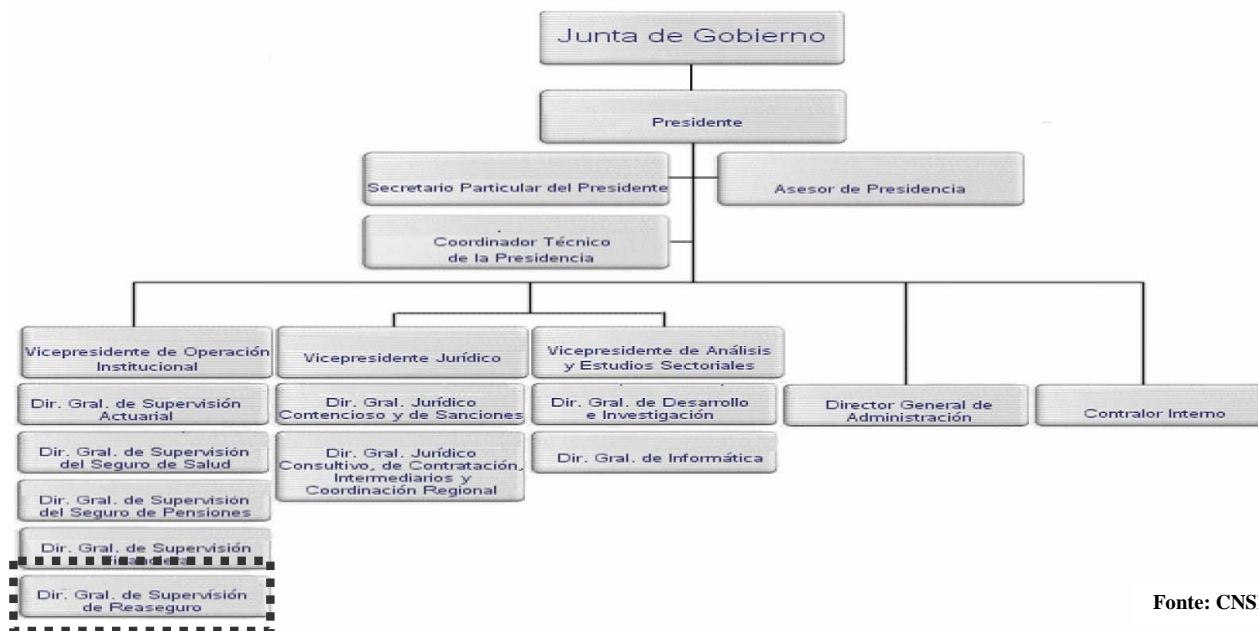 Junta de Gobierno
Presidente
Secretario Particular del Presidente
Asesor de Presidencia
Coordinador Técnico
de la Presidencia
Vicepresidente de Operación
Institucional
Vicepresidente Jurídico
Vicepresidente de Análisis
y Estudios Sectoriales
Dir. Gral. de Supervisión
Actuarial
Dir. Gral. Jurídico
Contencioso y de Sanciones
Dir. Gral. de Desarrollo
e Investigación
Director General de
Administración
Contralor Interno
Dir. Gral. de Supervisión
del Seguro de Salud
Dir. Gral. Jurídico
Consultivo, de Contratación,
Intermediarios y
Coordinación Regional
Dir. Gral. de Informática
Dir. Gral. de Supervisión
del Seguro de Pensiones
Dir. Gral. de Supervisión
Financiera
Dir. Gral. de Supervisión
de Reaseguro
Fonte: